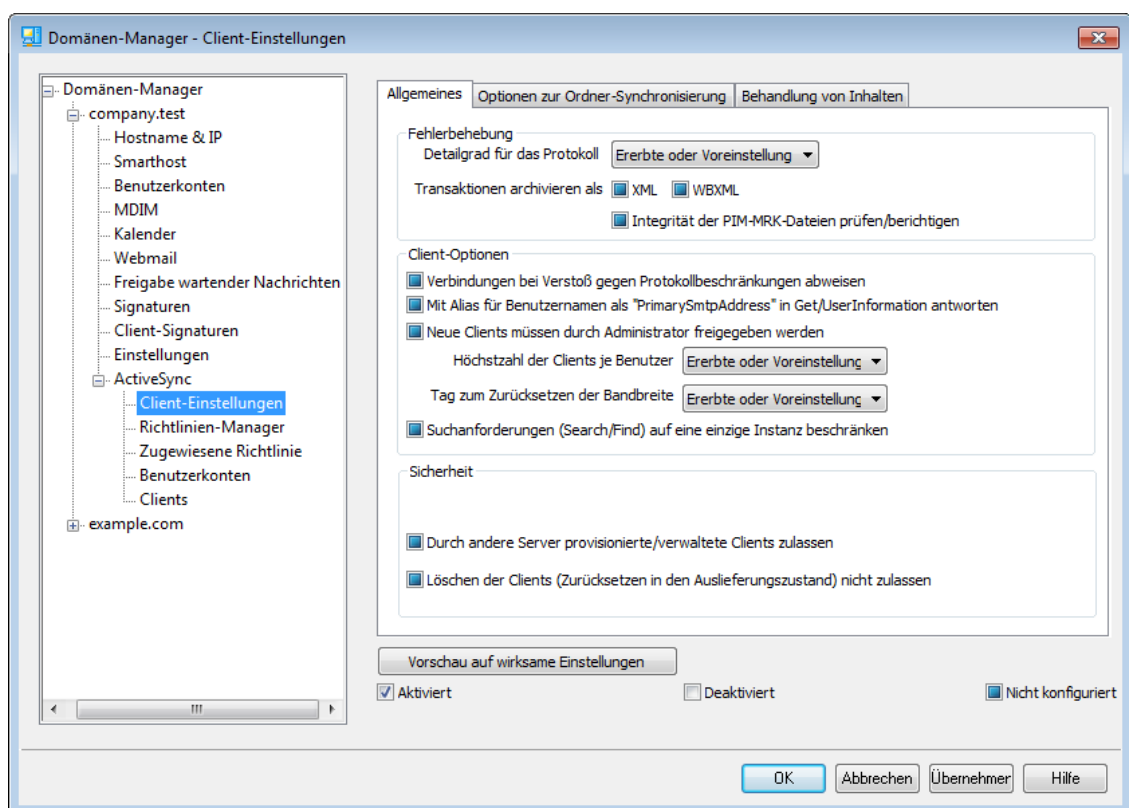 Domänen-Manager - Client-Einstellungen
Domänen-Manager
company.test
Hostname & IP
Smarthost
Benutzerkonten
MDIM
Kalender
Webmail
Freigabe wartender Nachrichten
Signaturen
Client-Signaturen
Einstellungen
ActiveSync
Client-Einstellungen
Richtlinien-Manager
Zugewiesene Richtlinie
Benutzerkonten
Clients
example.com
Allgemeines Optionen zur Ordner-Synchronisierung Behandlung von Inhalten
Fehlerbehebung
Detailgrad für das Protokoll Ererbte oder Voreinstellung
Transaktionen archivieren als XML WBXML
Integrität der PIM-MRK-Dateien prüfen/berichtigen
Client-Optionen
Verbindungen bei Verstoß gegen Protokollbeschränkungen abweisen
Mit Alias für Benutzernamen als "PrimarySmtpAddress" in Get/UserInformation antworten
Neue Clients müssen durch Administrator freigegeben werden
Höchstzahl der Clients je Benutzer Ererbte oder Voreinstellung
Tag zum Zurücksetzen der Bandbreite Ererbte oder Voreinstellung
Suchanforderungen (Search/Find) auf eine einzige Instanz beschränken
Sicherheit
Durch andere Server provisionierte/verwaltete Clients zulassen
Löschen der Clients (Zurücksetzen in den Auslieferungszustand) nicht zulassen
Vorschau auf wirksame Einstellungen
Aktiviert Deaktiviert Nicht konfiguriert
OK Abbrechen Übernehmer Hilfe